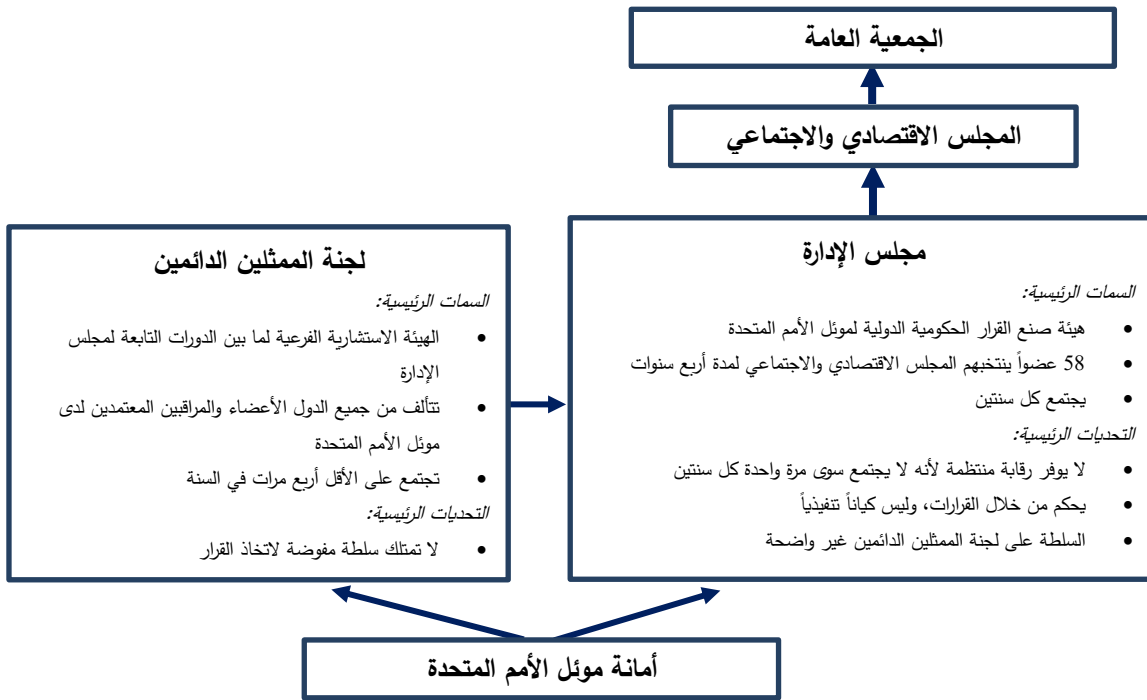 الجمعية العامة
المجلس الاقتصادي والاجتماعي
مجلس الإدارة
السمات الرئيسية:
• هيئة صنع القرار الحكومية الدولية لموئل الأمم المتحدة
• 58 عضواً ينتخبهم المجلس الاقتصادي والاجتماعي لمدة أربع سنوات
• يجتمع كل سنتين
التحديات الرئيسية:
• لا يوفر رقابة منتظمة لأنه لا يجتمع سوى مرة واحدة كل سنتين
• يحكم من خلال القرارات، وليس كياناً تنفيذياً
• السلطة على لجنة الممثلين الدائمين غير واضحة
لجنة الممثلين الدائمين
السمات الرئيسية:
• الهيئة الاستشارية الفرعية لما بين الدورات التابعة لمجلس
الإدارة
• تتألف من جميع الدول الأعضاء والمراقبين المعتمدين لدى
موئل الأمم المتحدة
• تجتمع على الأقل أربع مرات في السنة
التحديات الرئيسية:
• لا تمتلك سلطة مفوضة لاتخاذ القرار
أمانة موئل الأمم المتحدة